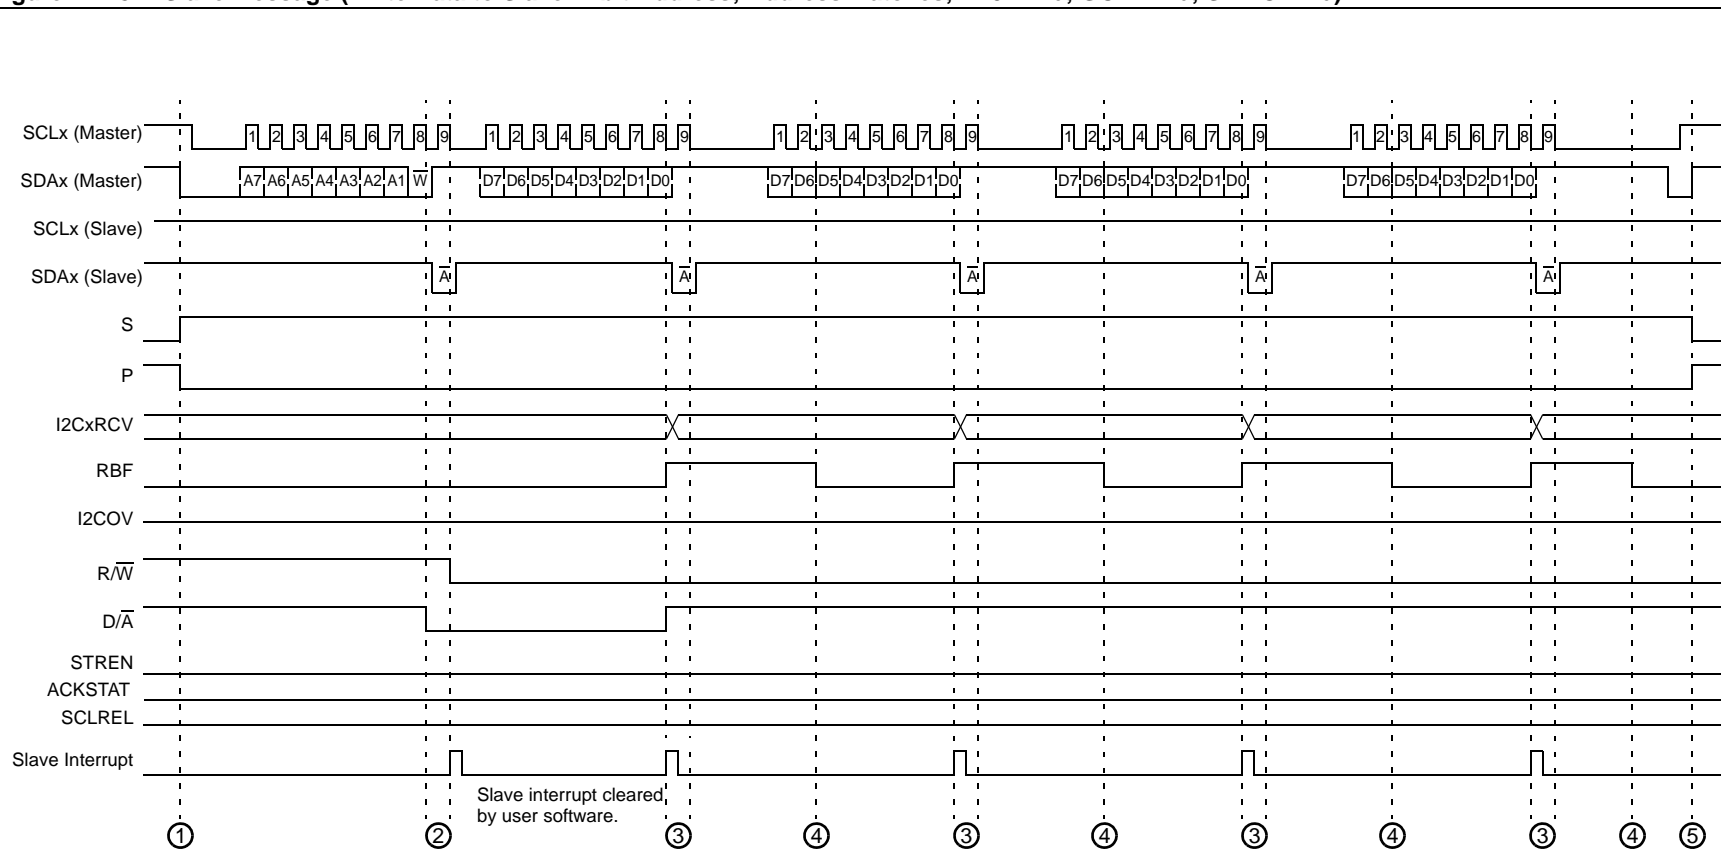 SCLx (Master) 1 2 3 4 5 6 7 8 9 1 2 3 4 5 6 7 8 9 1 2 3 4 5 6 7 8 9 1 2 3 4 5 6 7 8 9 1 2 3 4 5 6 7 8 9
SDAx (Master) A7 A6 A5 A4 A3 A2 A1 W D7 D6 D5 D4 D3 D2 D1 D0 D7 D6 D5 D4 D3 D2 D1 D0 D7 D6 D5 D4 D3 D2 D1 D0 D7 D6 D5 D4 D3 D2 D1 D0
SCLx (Slave)
SDAx (Slave) A A A A A
S
P
I2CxRCV
RBF
I2COV
R/W
D/A
STREN
ACKSTAT
SCLREL
Slave Interrupt
Slave interrupt cleared
by user software.
1 2 3 4 3 4 3 4 3 4 5